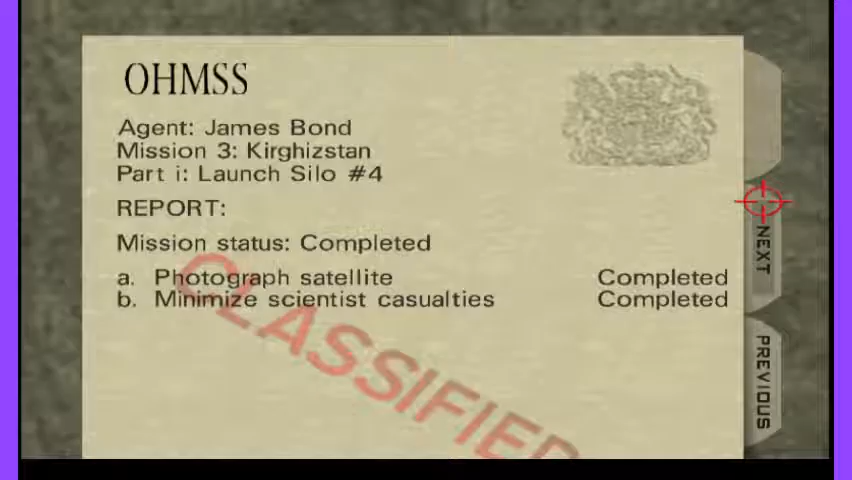 OHMSS
Agent: James Bond
Mission 3: Kirghizstan
Part i: Launch Silo #4
REPORT:
Mission status: Completed
a. Photograph satellite Completed
b. Minimize scientist casualties Completed
CLASSIFIED
NEXT
PREVIOUS